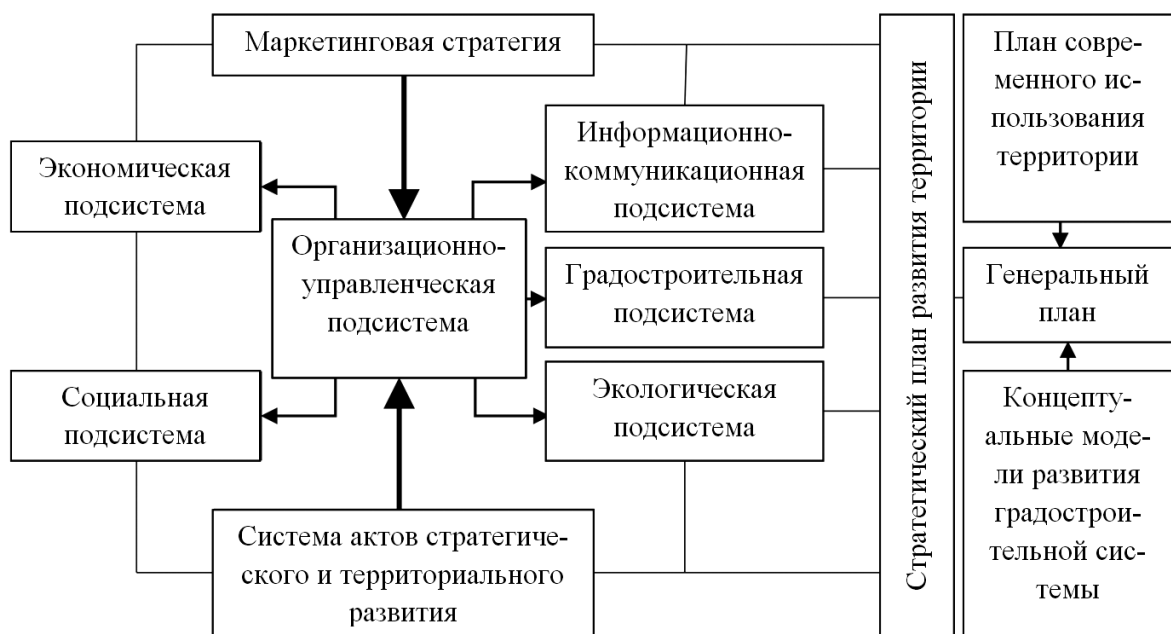 Маркетинговая стратегия
Экономическая
подсистема
Социальная
подсистема
Организационно-
управленческая
подсистема
Система актов стратегиче-
ского и территориального
развития
Информационно-
коммуникационная
подсистема
Градостроительная
подсистема
Экологическая
подсистема
Стратегический план развития территории
План совре-
менного ис-
пользования
территории
Генеральный
план
Концепту-
альные моде-
ли развития
градострои-
тельной сис-
темы